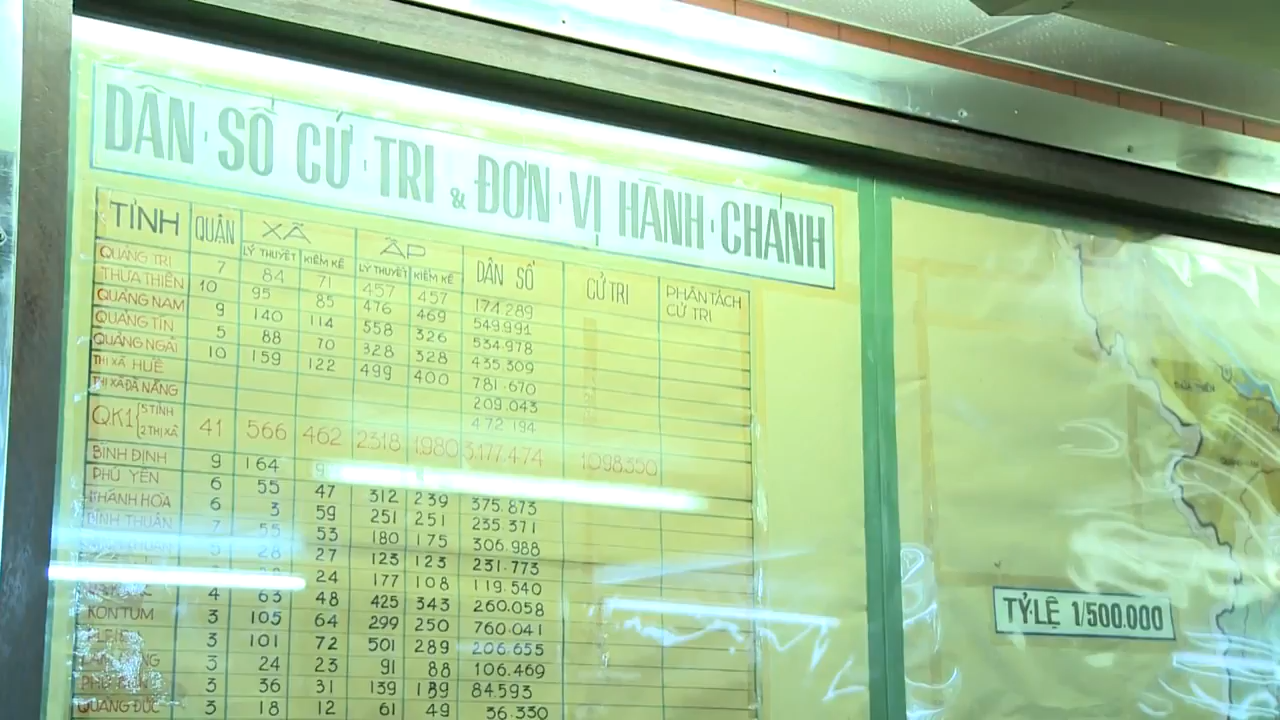 DÂN SỐ CỨ TRI & ĐƠN VỊ HÀNH CHÁNH
TỈNH QUẬN XÃ ẤP DÂN SỐ CỬ TRI PHÂN TÁCH CỬ TRI
LÝ THUYẾT KIỂM KÊ LÝ THUYẾT KIỂM KÊ
QUẢNG TRỊ 7 84 71 457 457 174.289
THỪA THIÊN 10 95 85 476 469 549.991
QUẢNG NAM 9 140 114 558 326 534.978
QUẢNG TÍN 5 88 70 328 328 435.309
QUẢNG NGÃI 10 159 122 499 400 781.670
THỊ XÃ HUẾ 209.043
THỊ XÃ ĐÀ NẴNG 472.194
QK1 { 5 TỈNH 2 THỊ XÃ 41 566 462 2318 1.980 3.177.474 1098350
BÌNH ĐỊNH 9 164
PHÚ YÊN 6 55 47 312 239 375.873
KHÁNH HÒA 6 3 59 251 251 235.371
BÌNH THUẬN 7 55 53 180 175 306.988
5 28 27 123 123 231.773
24 177 108 119.540
4 63 48 425 343 260.058
KONTUM 3 105 64 299 250 760.041
3 101 72 501 289 206.655
3 24 23 91 88 106.469
3 36 31 139 139 84.593
QUẢNG ĐỨC 3 18 12 61 49 36.330
TỶ LỆ 1/500.000